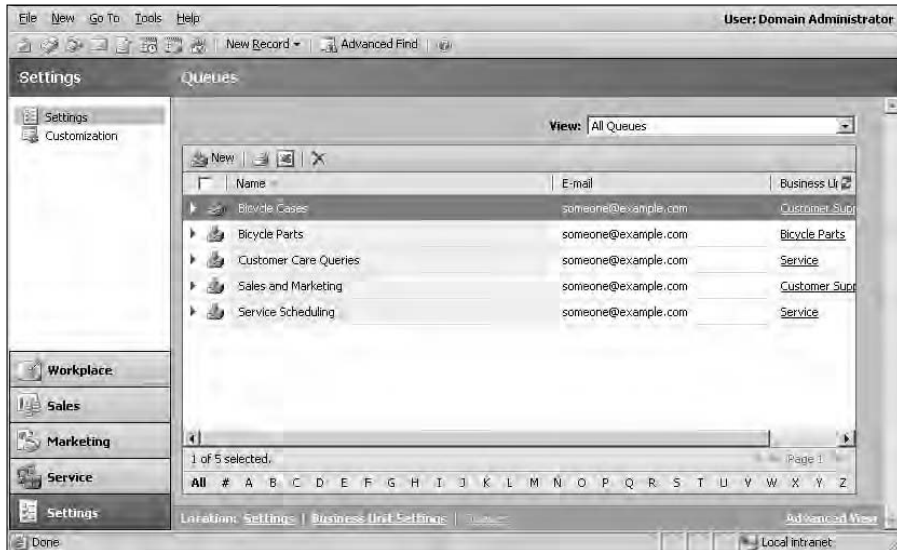 File New Go To Tools Help User: Domain Administrator
New Record Advanced Find
Settings Queues
Settings
Customization
View: All Queues
New
Name E-mail Business Ur
Bicycle Cases someone@example.com Customer Supp
Bicycle Parts someone@example.com Bicycle Parts
Customer Care Queries someone@example.com Service
Sales and Marketing someone@example.com Customer Supp
Service Scheduling someone@example.com Service
Workplace
Sales
Marketing
Service
Settings
1 of 5 selected. Page 1
All # A B C D E F G H I J K L M N O P Q R S T U V W X Y Z
Location: Settings | Business Unit Settings | Advanced View
Done Local intranet